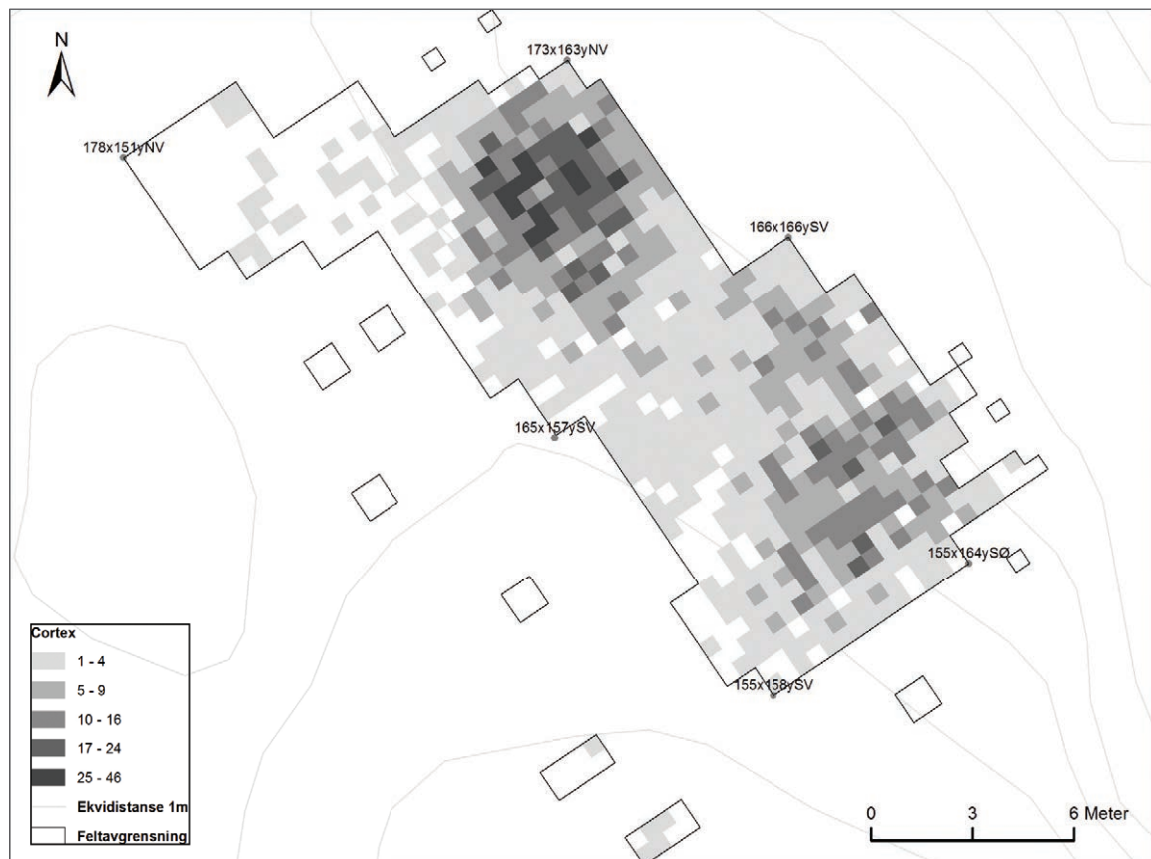 N
173x163yNV
178x151yNV
166x166ySV
165x157ySV
155x164ySØ
155x158ySV
Cortex
1 - 4
5 - 9
10 - 16
17 - 24
25 - 46
Ekvidistanse 1m
Feltavgrensning
0 3 6 Meter